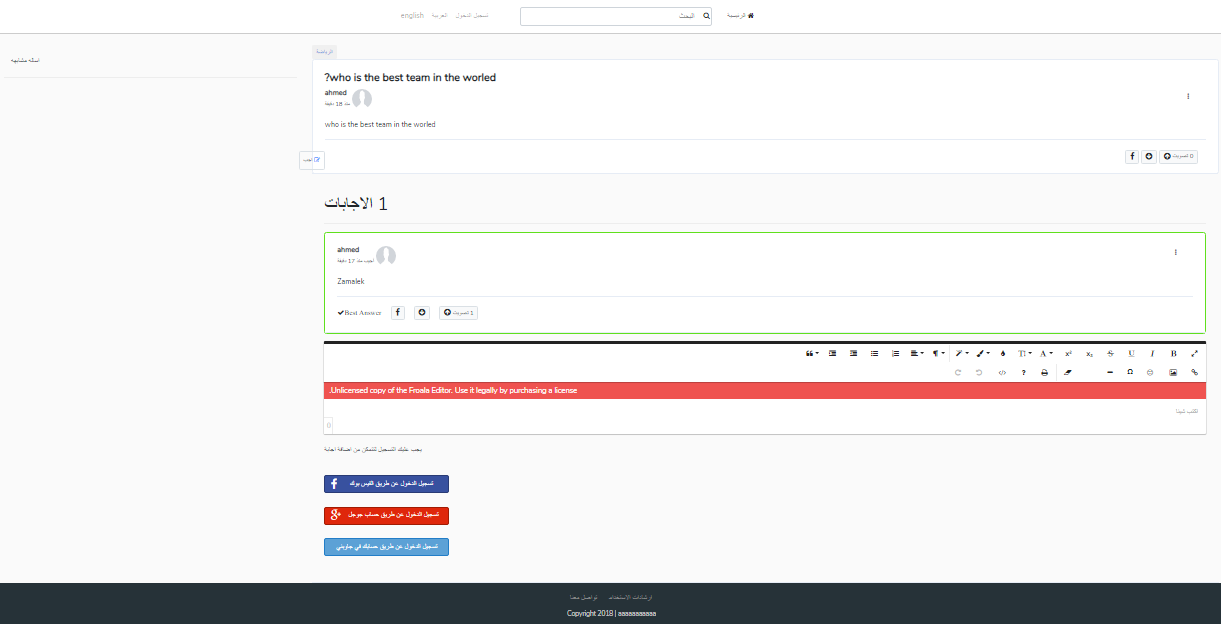 الرئيسية
البحث
تسجيل الدخول
العربية
english
اسئله مشابهه
الرياضة
?who is the best team in the worled
ahmed
منذ 18 دقيقة
who is the best team in the worled
0 تصويت
اجب
1 الاجابات
ahmed
اجيب منذ 17 دقيقة
Zamalek
Best Answer
1 تصويت
.Unlicensed copy of the Froala Editor. Use it legally by purchasing a license
اكتب شيئا
0
يجب عليك التسجيل لتتمكن من اضافة اجابة
تسجيل الدخول عن طريق الفيس بوك
تسجيل الدخول عن طريق حساب جوجل
تسجيل الدخول عن طريق حسابك في جاوبني
ارشادات الاستخدام
تواصل معنا
Copyright 2018 | aaaaaaaaaaa